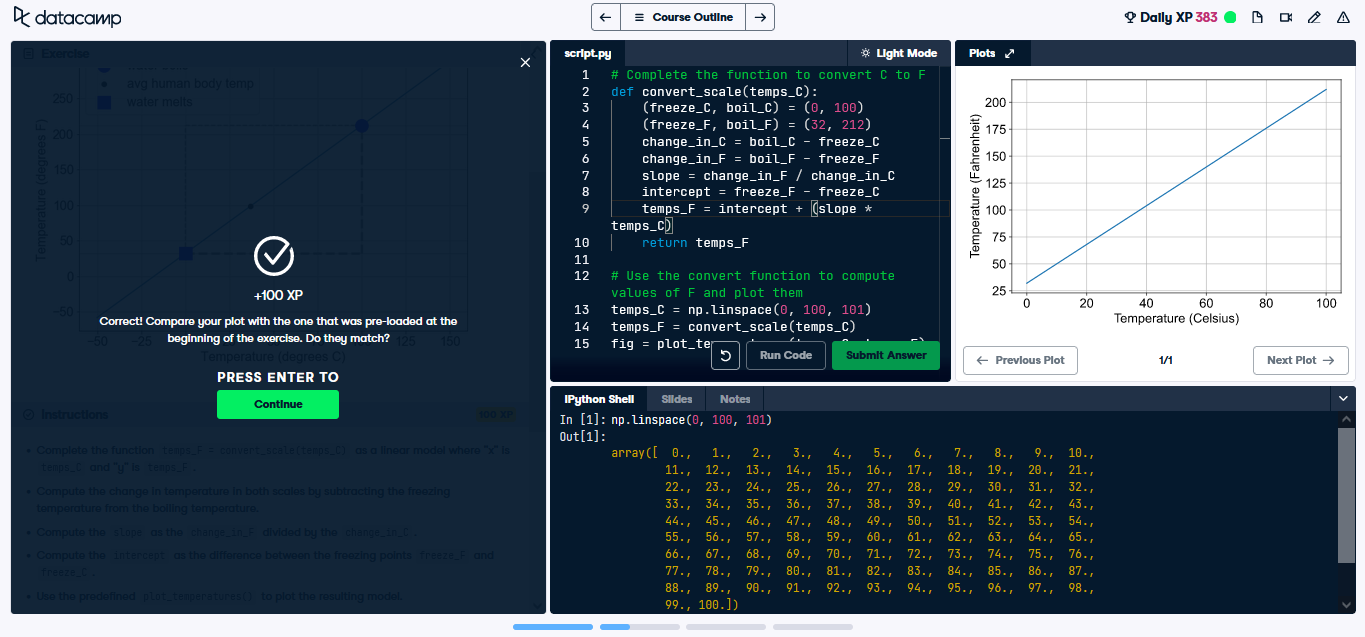 datacamp
Course Outline
Daily XP 383
Exercise
avg human body temp
water melts
250
200
150
100
50
0
-50
Temperature (degrees F)
-50
-25
125
150
Temperature (degrees C)
+100 XP
Correct! Compare your plot with the one that was pre-loaded at the
beginning of the exercise. Do they match?
PRESS ENTER TO
Continue
Instructions
100 XP
Complete the function temps_F = convert_scale(temps_C) as a linear model where "x" is
temps_C and "y" is temps_F.
Compute the change in temperature in both scales by subtracting the freezing
temperature from the boiling temperature.
Compute the slope as the change_in_F divided by the change_in_C.
Compute the intercept as the difference between the freezing points freeze_F and
freeze_C.
Use the predefined plot_temperatures() to plot the resulting model.
script.py
Light Mode
1 # Complete the function to convert C to F
2 def convert_scale(temps_C):
3 (freeze_C, boil_C) = (0, 100)
4 (freeze_F, boil_F) = (32, 212)
5 change_in_C = boil_C - freeze_C
6 change_in_F = boil_F - freeze_F
7 slope = change_in_F / change_in_C
8 intercept = freeze_F - freeze_C
9 temps_F = intercept + (slope *
temps_C)
10 return temps_F
11
12 # Use the convert function to compute
values of F and plot them
13 temps_C = np.linspace(0, 100, 101)
14 temps_F = convert_scale(temps_C)
15 fig = plot_te
Run Code
Submit Answer
Plots
200
175
150
125
100
75
50
25
Temperature (Fahrenheit)
0 20 40 60 80 100
Temperature (Celsius)
Previous Plot
1/1
Next Plot
IPython Shell
Slides
Notes
In [1]: np.linspace(0, 100, 101)
Out[1]:
array([ 0., 1., 2., 3., 4., 5., 6., 7., 8., 9., 10.,
11., 12., 13., 14., 15., 16., 17., 18., 19., 20., 21.,
22., 23., 24., 25., 26., 27., 28., 29., 30., 31., 32.,
33., 34., 35., 36., 37., 38., 39., 40., 41., 42., 43.,
44., 45., 46., 47., 48., 49., 50., 51., 52., 53., 54.,
55., 56., 57., 58., 59., 60., 61., 62., 63., 64., 65.,
66., 67., 68., 69., 70., 71., 72., 73., 74., 75., 76.,
77., 78., 79., 80., 81., 82., 83., 84., 85., 86., 87.,
88., 89., 90., 91., 92., 93., 94., 95., 96., 97., 98.,
99., 100.])